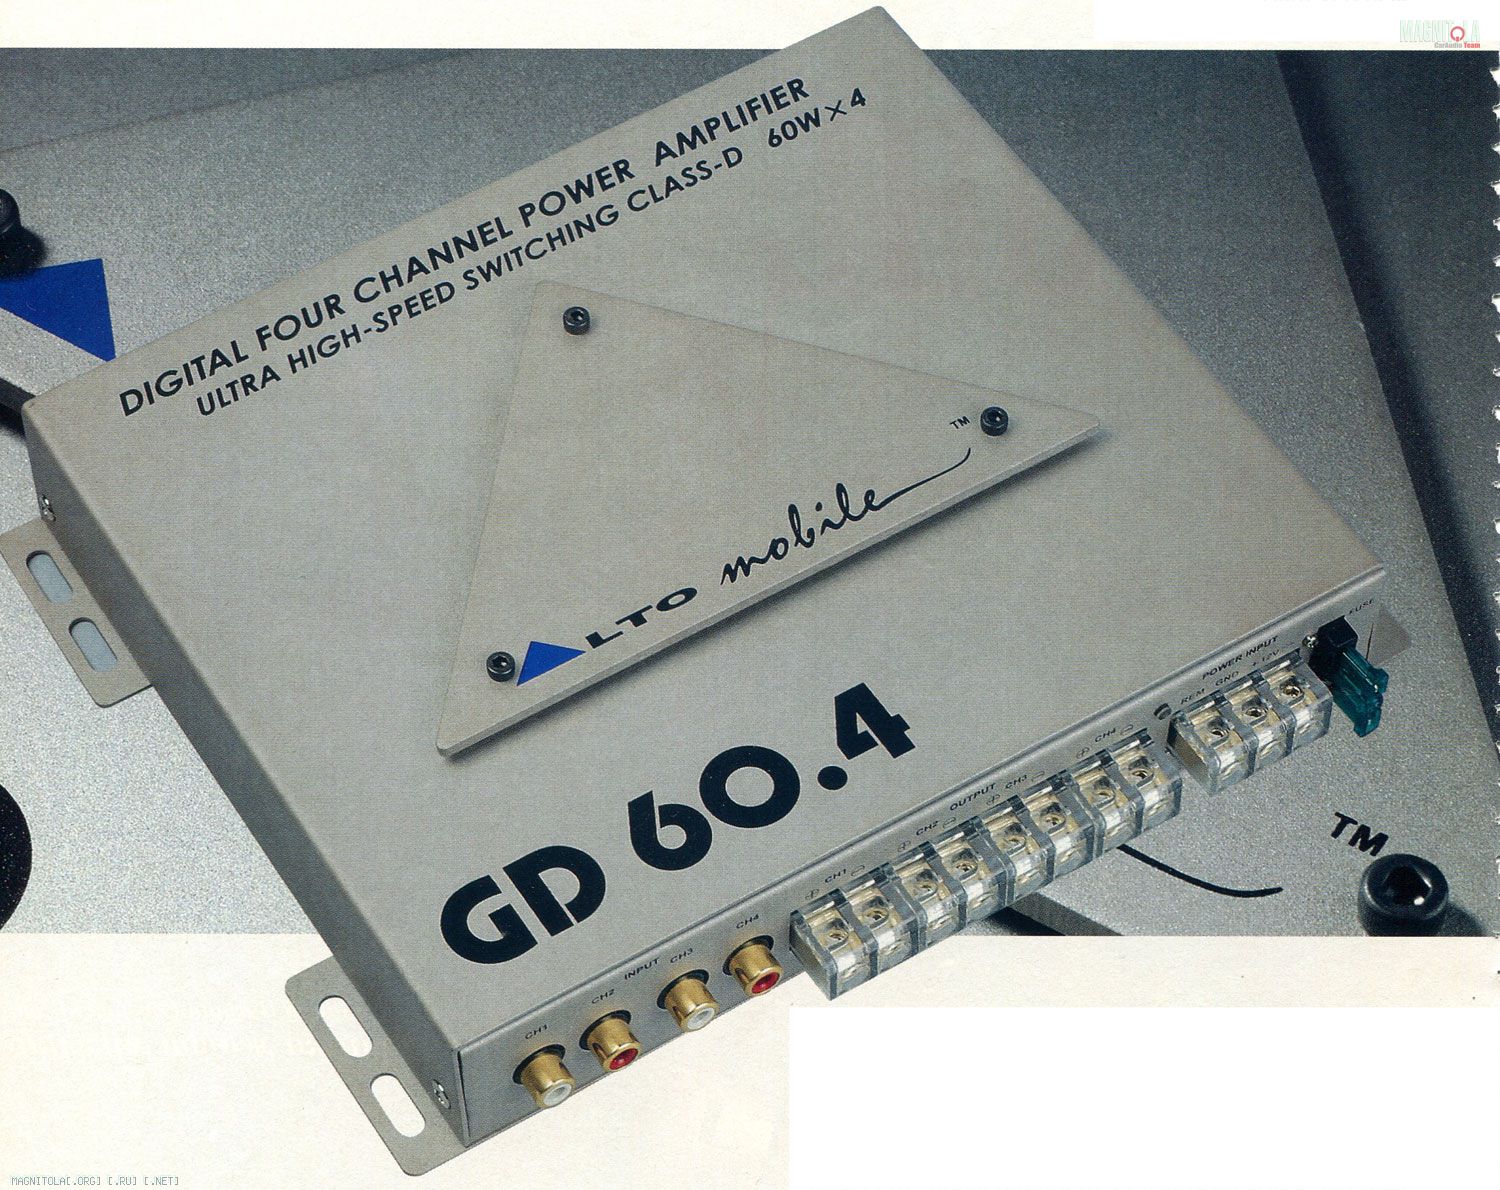 MAGNITOLA
CarAudio Team
DIGITAL FOUR CHANNEL POWER AMPLIFIER
ULTRA HIGH-SPEED SWITCHING CLASS-D 60W×4
TM
ALTO mobile
GD 60.4
FUSE
POWER INPUT
REM GND +12V
OUTPUT
CH1 CH2 CH3 CH4
INPUT
CH1 CH2 CH3 CH4
TM
MAGNITOLA[.ORG] [.RU] [.NET]